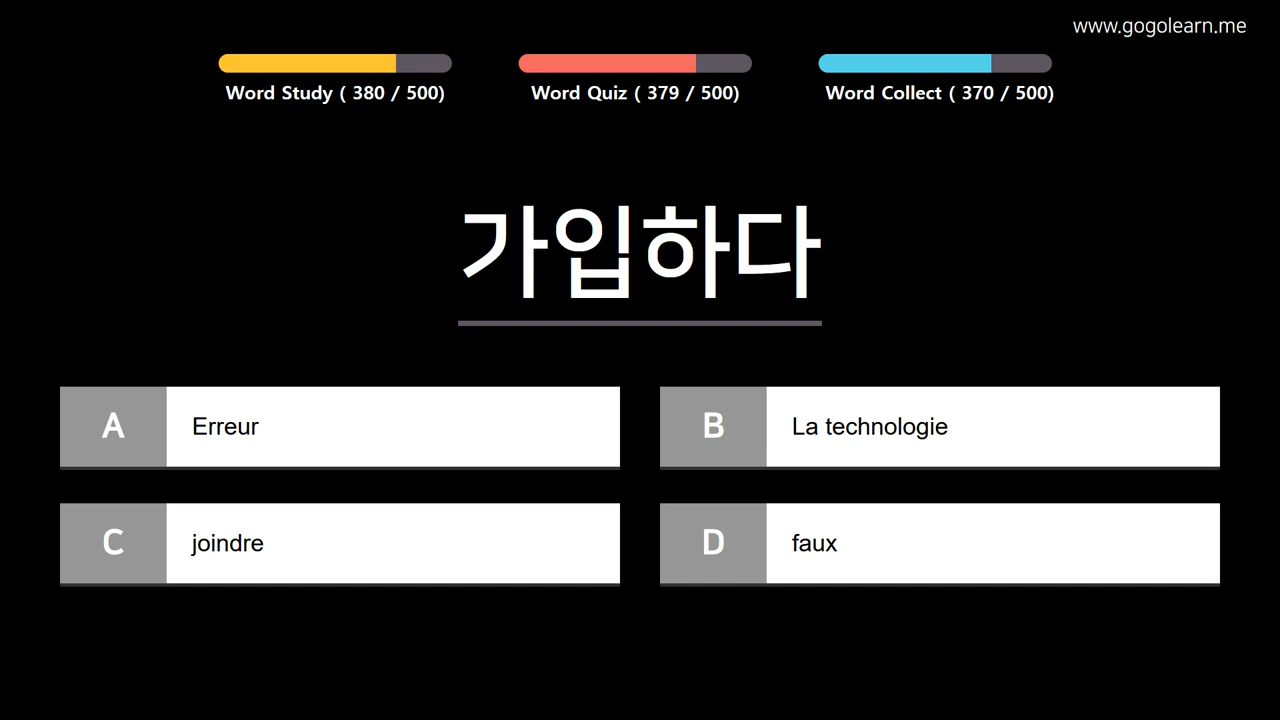 www.gogolearn.me
Word Study ( 380 / 500)
Word Quiz ( 379 / 500)
Word Collect ( 370 / 500)
가입하다
A Erreur
B La technologie
C joindre
D faux